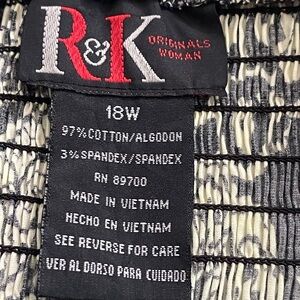 R&K ORIGINALS
WOMAN
18W
97% COTTON/ALGODON
3% SPANDEX/SPANDEX
RN 89700
MADE IN VIETNAM
HECHO EN VIETNAM
SEE REVERSE FOR CARE
VER AL DORSO PARA CUIDADO